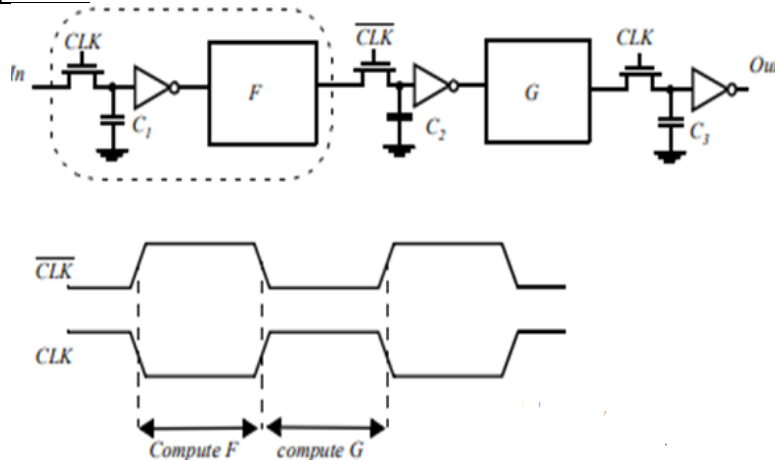 CLK
CLK
CLK
In
F
G
Out
C1
C2
C3
CLK
CLK
Compute F
compute G